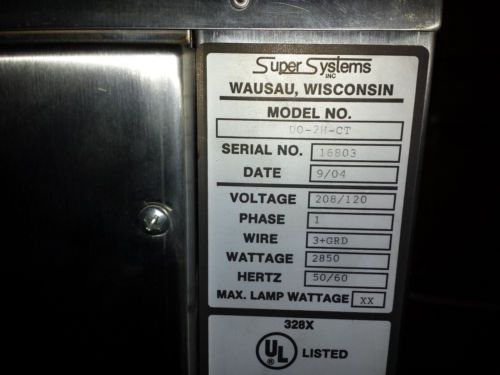 Super Systems
INC
WAUSAU, WISCONSIN
MODEL NO.
DO-2H-CT
SERIAL NO. 16803
DATE 9/04
VOLTAGE 208/120
PHASE 1
WIRE 3+GRD
WATTAGE 2850
HERTZ 50/60
MAX. LAMP WATTAGE XX
328X
UL LISTED